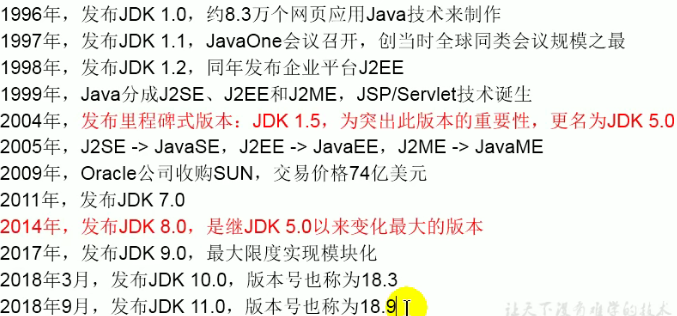 1996年，发布JDK 1.0，约8.3万个网页应用Java技术来制作
1997年，发布JDK 1.1，JavaOne会议召开，创当时全球同类会议规模之最
1998年，发布JDK 1.2，同年发布企业平台J2EE
1999年，Java分成J2SE、J2EE和J2ME，JSP/Servlet技术诞生
2004年，发布里程碑式版本：JDK 1.5，为突出此版本的重要性，更名为JDK 5.0
2005年，J2SE -> JavaSE，J2EE -> JavaEE，J2ME -> JavaME
2009年，Oracle公司收购SUN，交易价格74亿美元
2011年，发布JDK 7.0
2014年，发布JDK 8.0，是继JDK 5.0以来变化最大的版本
2017年，发布JDK 9.0，最大限度实现模块化
2018年3月，发布JDK 10.0，版本号也称为18.3
2018年9月，发布JDK 11.0，版本号也称为18.9
让天下没有难学的技术